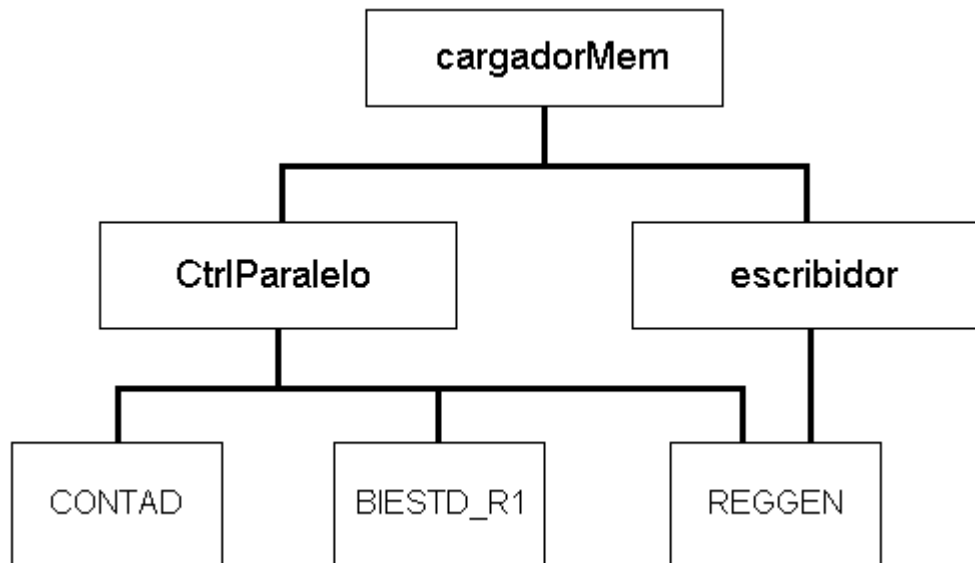 cargadorMem
CtrlParalelo
escribidor
CONTAD
BIESTD_R1
REGGEN